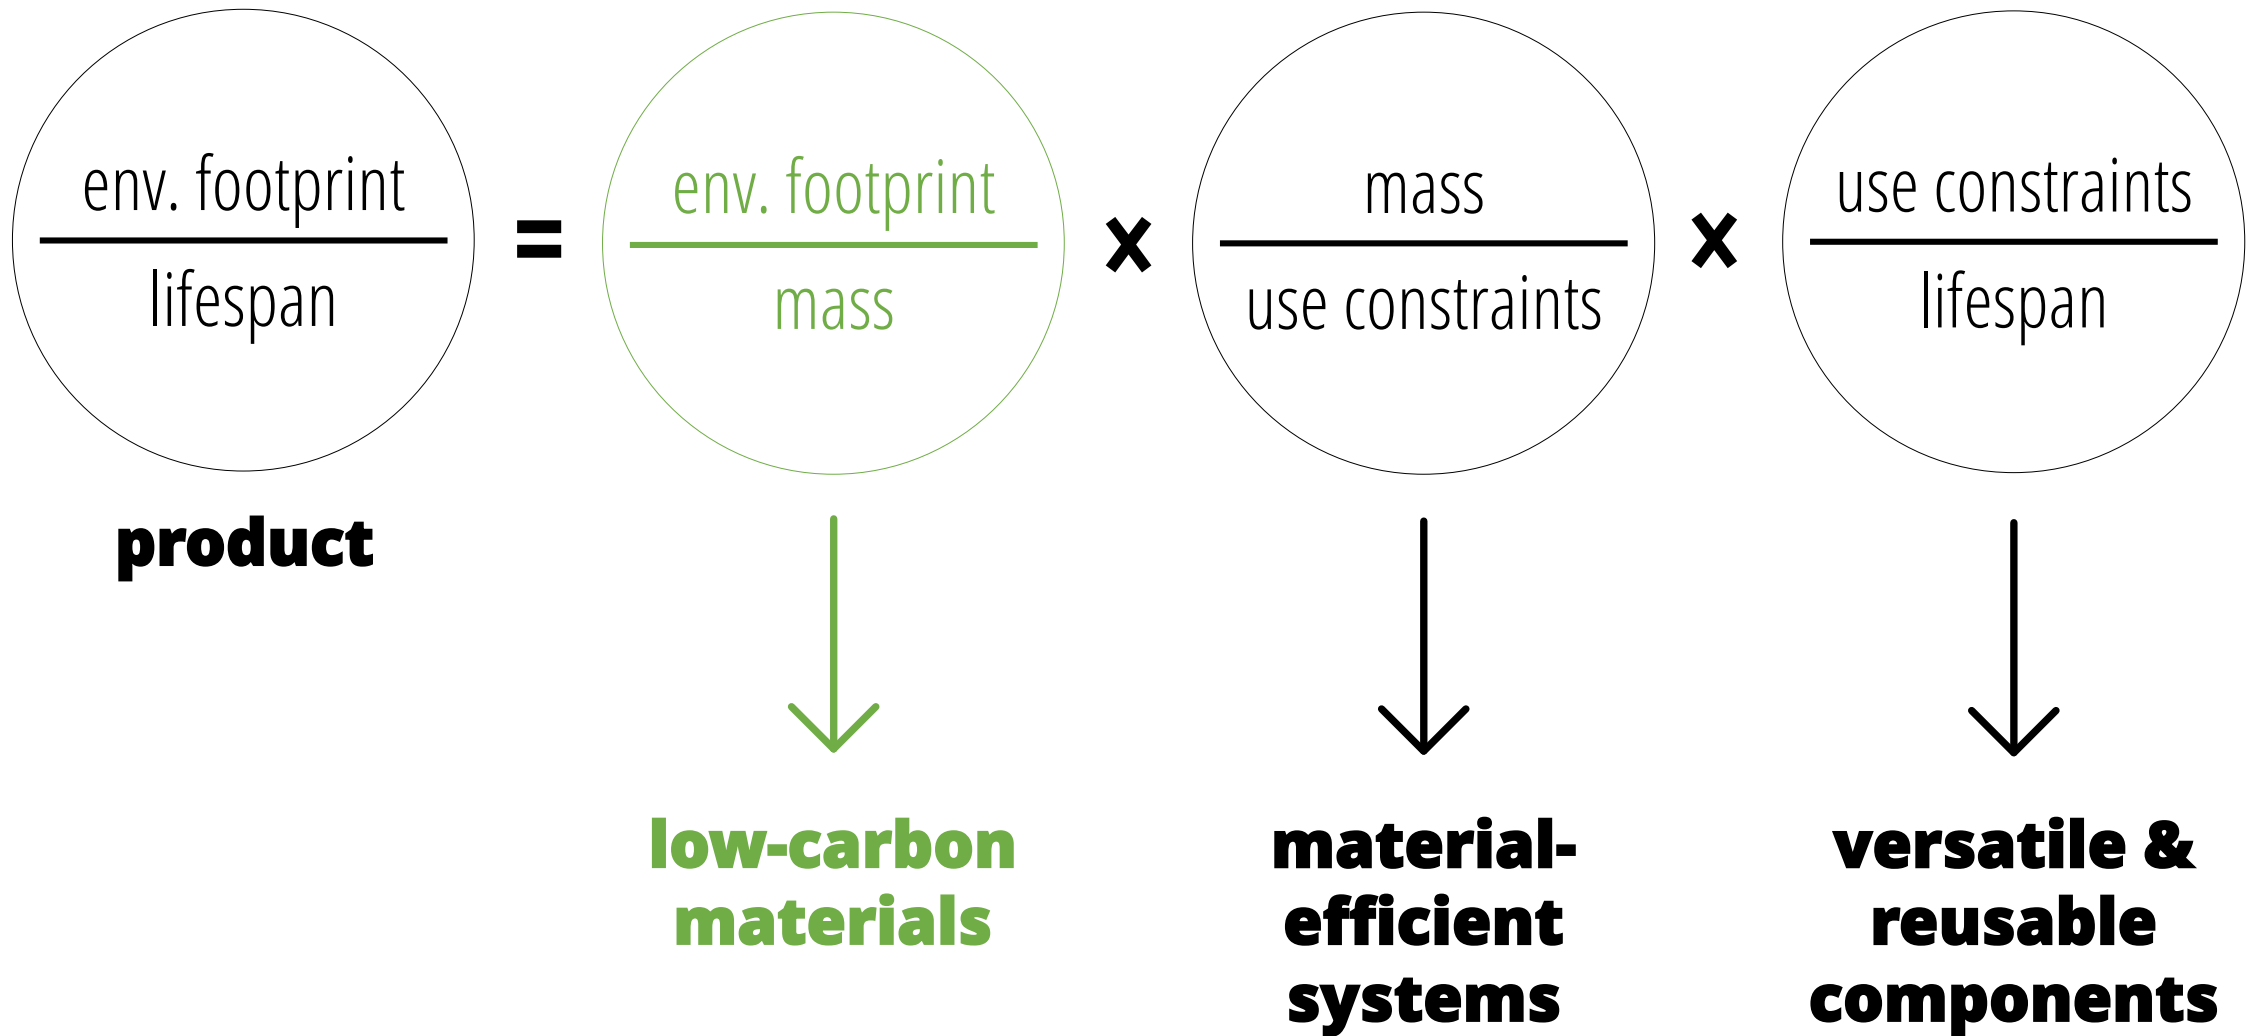 env. footprint
lifespan
product
=
env. footprint
mass
low-carbon
materials
x
mass
use constraints
material-
efficient
systems
x
use constraints
lifespan
versatile &
reusable
components